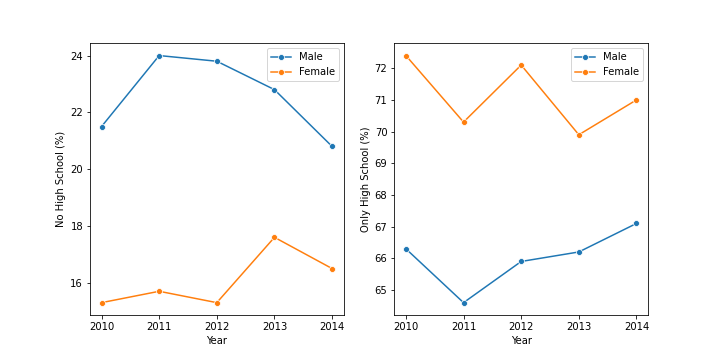 24
22
20
18
16
No High School (%)
2010 2011 2012 2013 2014
Year
Male
Female
72
71
70
69
68
67
66
65
Only High School (%)
2010 2011 2012 2013 2014
Year
Male
Female